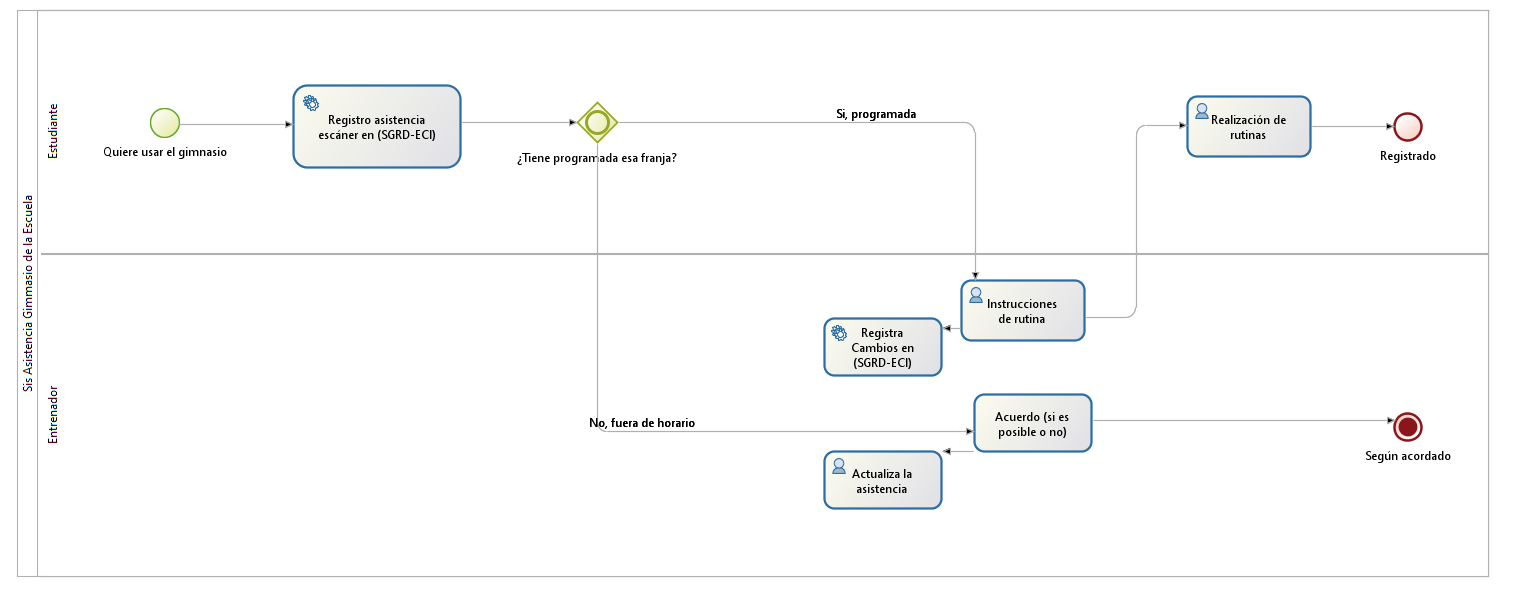 Sis Asistencia Gimmasio de la Escuela
Estudiante
Quiere usar el gimnasio
Registro asistencia
escáner en (SGRD-ECI)
¿Tiene programada esa franja?
Si, programada
Realización de
rutinas
Registrado
Entrenador
Instrucciones
de rutina
Registra
Cambios en
(SGRD-ECI)
No, fuera de horario
Acuerdo (si es
posible o no)
Según acordado
Actualiza la
asistencia